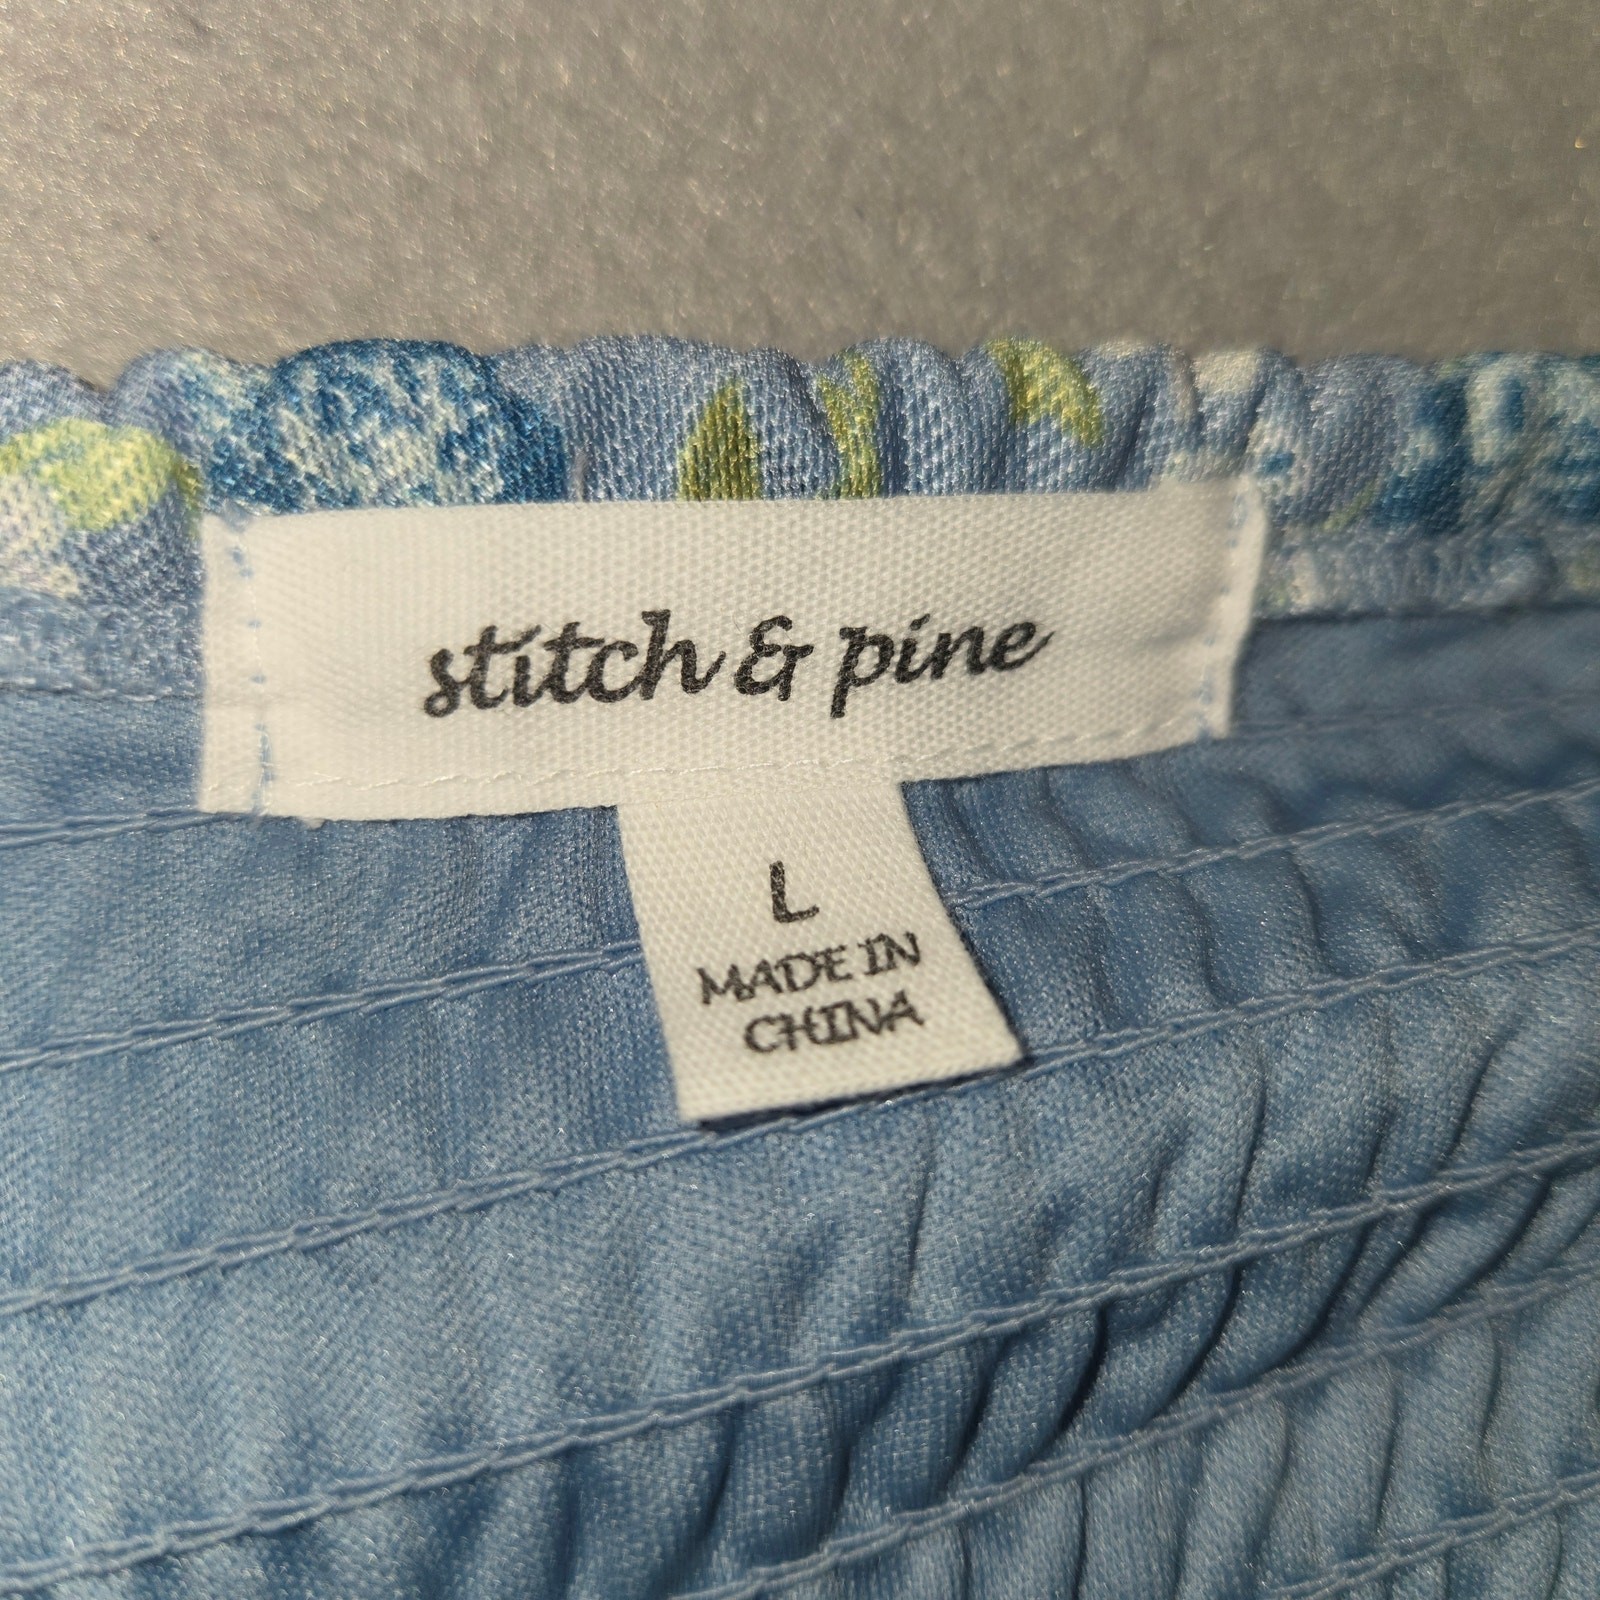 stitch & pine
L
MADE IN
CHINA